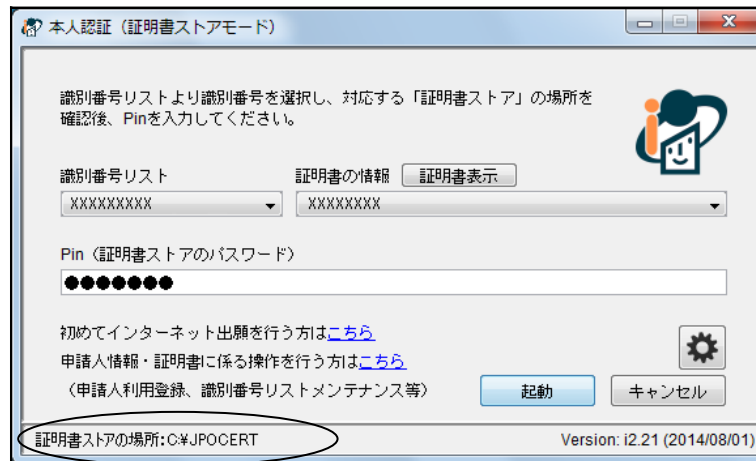 本人認証（証明書ストアモード）
識別番号リストより識別番号を選択し、対応する「証明書ストア」の場所を
確認後、Pinを入力してください。
識別番号リスト
証明書の情報 証明書表示
XXXXXXXXX
XXXXXXXX
Pin（証明書ストアのパスワード）
●●●●●●●
初めてインターネット出願を行う方はこちら
申請人情報・証明書に係る操作を行う方はこちら
（申請人利用登録、識別番号リストメンテナンス等）
起動
キャンセル
証明書ストアの場所:C:¥JPOCERT
Version: i2.21 (2014/08/01)